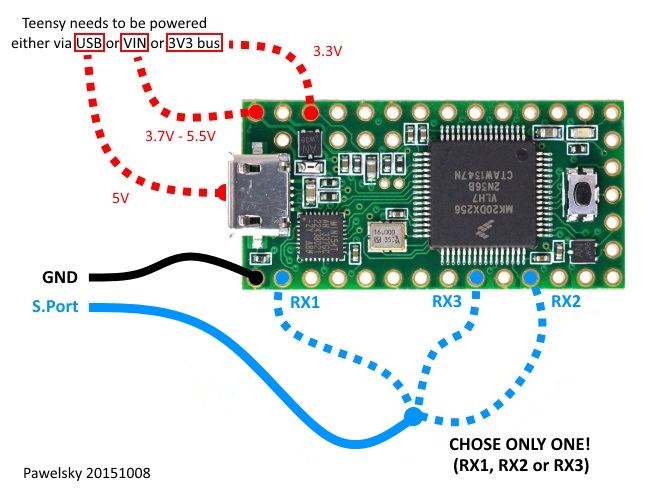 Teensy needs to be powered
either via USB or VIN or 3V3 bus
3.3V
3.7V - 5.5V
5V
16.000
MK20DX256
VLH7
2N56B
CTAW1547N
GND
S.Port
RX1
RX3
RX2
CHOSE ONLY ONE!
(RX1, RX2 or RX3)
Pawelsky 20151008